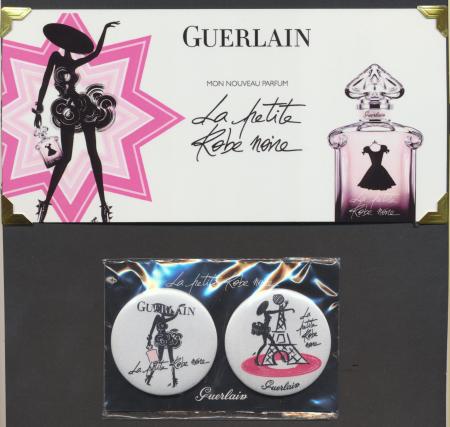 GUERLAIN
MON NOUVEAU PARFUM
La petite
Robe noire
Guerlain
La petite
Robe noire
La petite Robe noire
GUERLAIN
La petite Robe noire
La petite
Robe noire
Guerlain
Guerlain